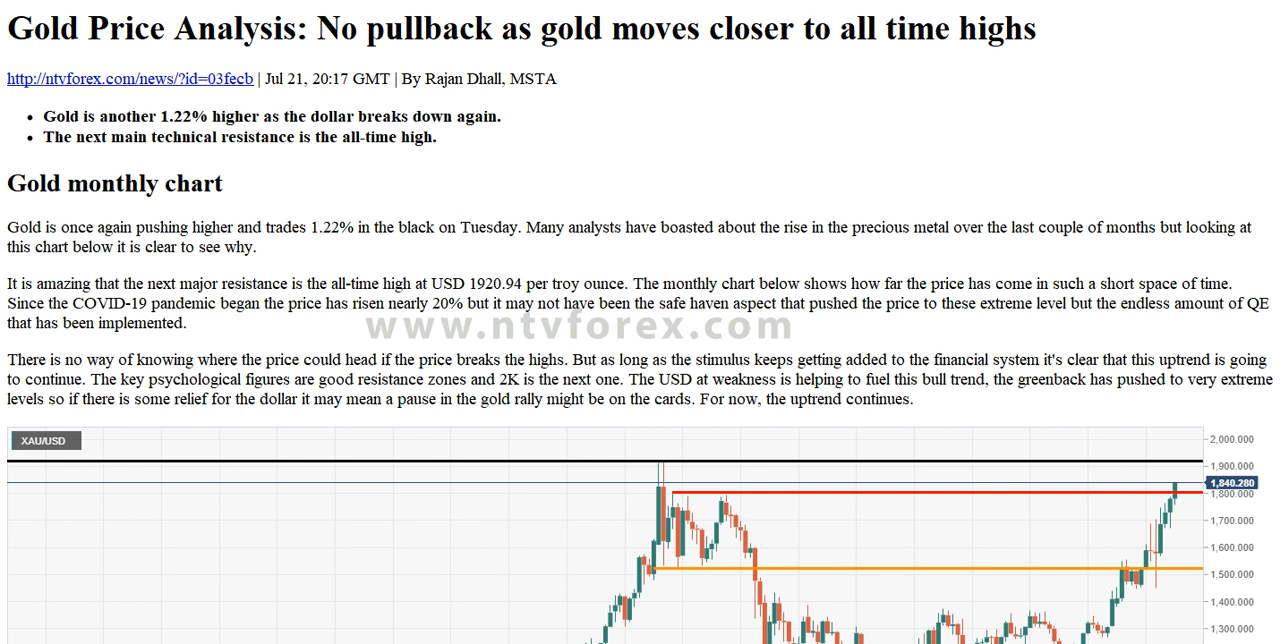 Gold Price Analysis: No pullback as gold moves closer to all time highs
http://ntvforex.com/news/?id=03fecb | Jul 21, 20:17 GMT | By Rajan Dhall, MSTA
Gold is another 1.22% higher as the dollar breaks down again.
The next main technical resistance is the all-time high.
Gold monthly chart
Gold is once again pushing higher and trades 1.22% in the black on Tuesday. Many analysts have boasted about the rise in the precious metal over the last couple of months but looking at
this chart below it is clear to see why.
It is amazing that the next major resistance is the all-time high at USD 1920.94 per troy ounce. The monthly chart below shows how far the price has come in such a short space of time.
Since the COVID-19 pandemic began the price has risen nearly 20% but it may not have been the safe haven aspect that pushed the price to these extreme level but the endless amount of QE
that has been implemented.
www.ntvforex.com
There is no way of knowing where the price could head if the price breaks the highs. But as long as the stimulus keeps getting added to the financial system it's clear that this uptrend is going
to continue. The key psychological figures are good resistance zones and 2K is the next one. The USD at weakness is helping to fuel this bull trend, the greenback has pushed to very extreme
levels so if there is some relief for the dollar it may mean a pause in the gold rally might be on the cards. For now, the uptrend continues.
XAU/USD
2,000.000
1,900.000
1,840.280
1,800.000
1,700.000
1,600.000
1,500.000
1,400.000
1,300.000